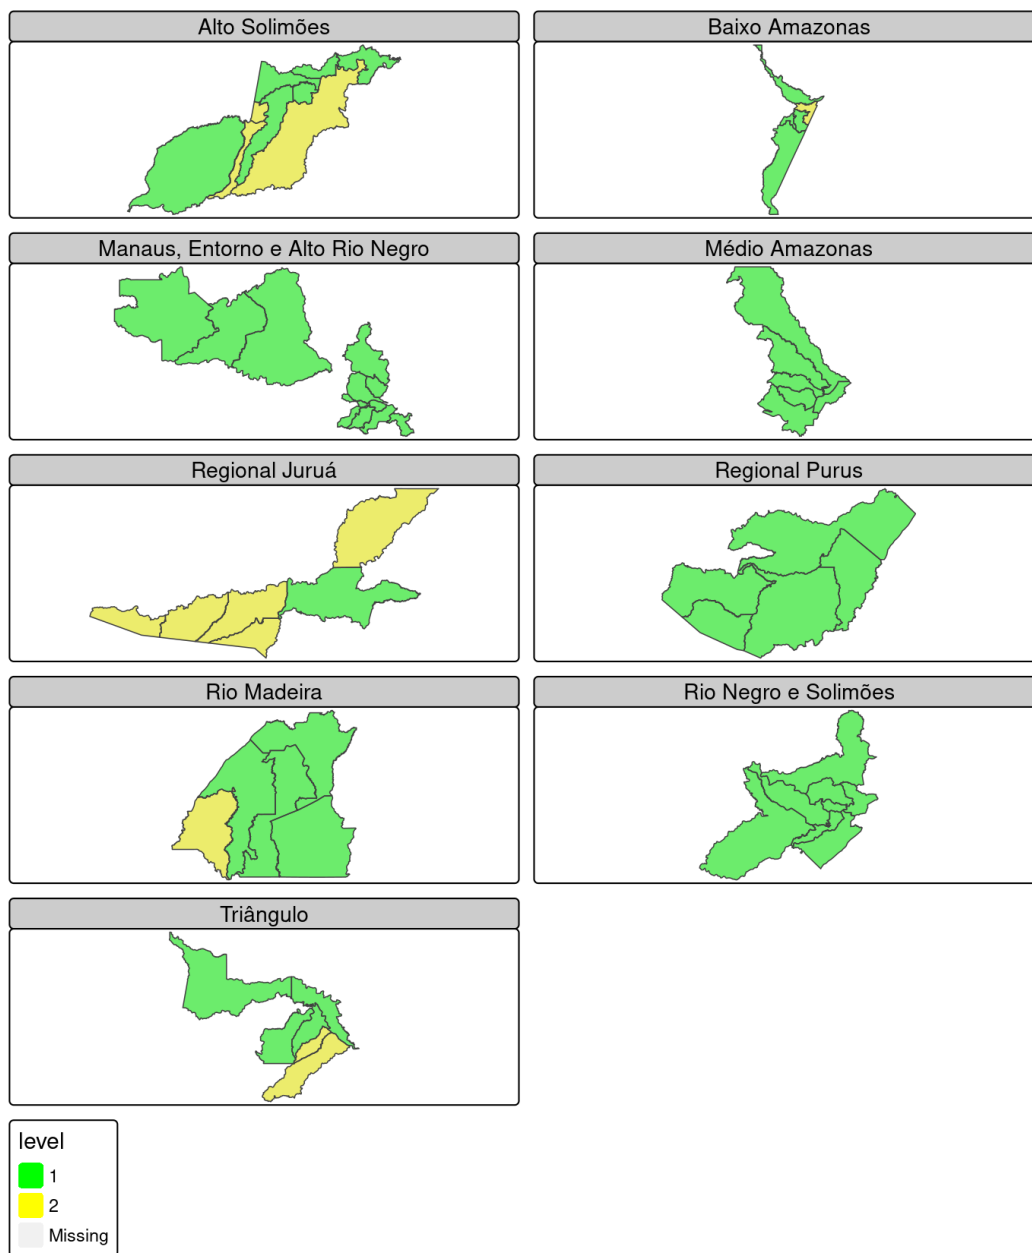 Alto Solimões
Baixo Amazonas
Manaus, Entorno e Alto Rio Negro
Médio Amazonas
Regional Juruá
Regional Purus
Rio Madeira
Rio Negro e Solimões
Triângulo
level
1
2
Missing